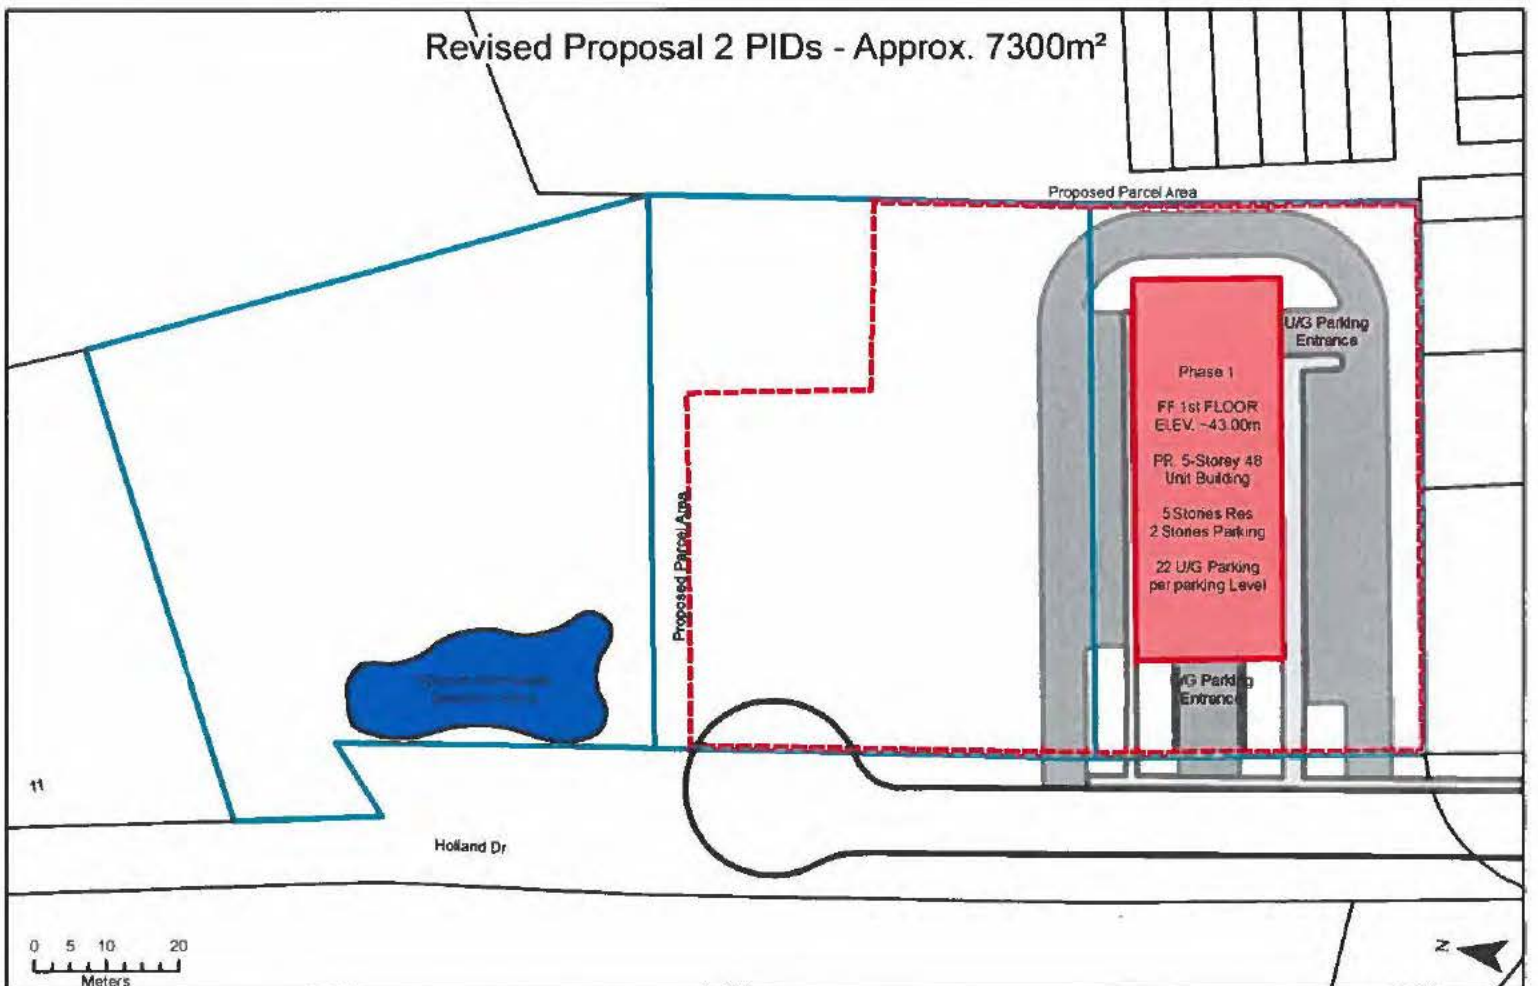 Revised Proposal 2 PIDs - Approx. 7300m²
Proposed Parcel Area
U/G Parking
Entrance
Phase 1
FF 1st FLOOR
ELEV. ~43.00m
PR. 5-Storey 48
Unit Building
5 Stories Res
2 Stories Parking
22 U/G Parking
per parking Level
Proposed Parcel Area
/G Parking
Entrance
11
Holland Dr
0 5 10 20
Meters
N